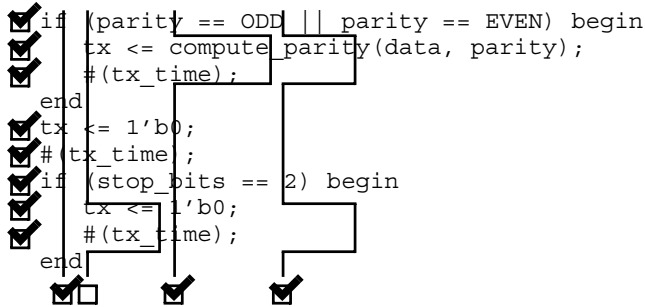 if (parity == ODD || parity == EVEN) begin
tx <= compute_parity(data, parity);
#(tx_time);
end
tx <= 1’b0;
#(tx_time);
if (stop_bits == 2) begin
tx <= 1’b0;
#(tx_time);
end